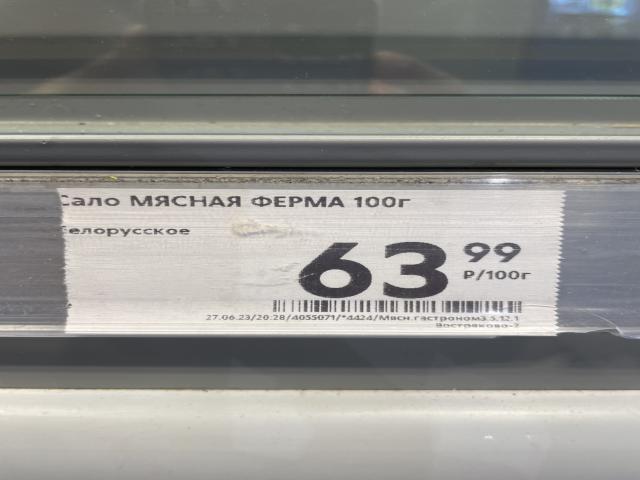 Сало МЯСНАЯ ФЕРМА 100г
Белорусское
63 99
₽/100г
27.06.23/20:28/4055071/*4424/Мясн.гастроном3.5.12.1
Востряково-2